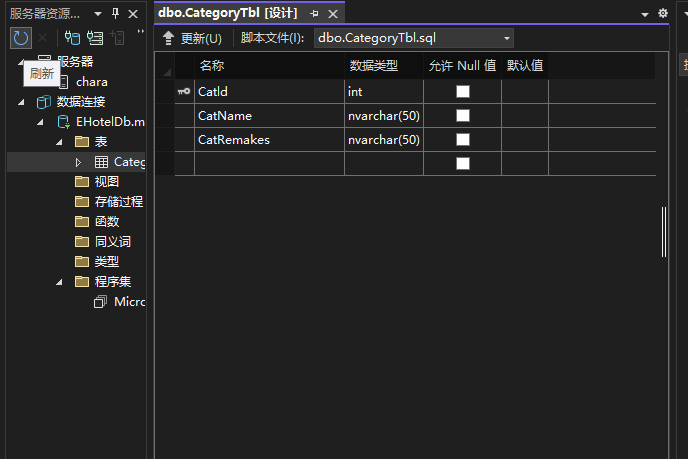 服务器资源...
dbo.CategoryTbl [设计]
更新(U)
脚本文件(I):
dbo.CategoryTbl.sql
服务器
刷新
chara
数据连接
EHotelDb.m
表
Categ
视图
存储过程
函数
同义词
类型
程序集
Micro
名称
数据类型
允许 Null 值
默认值
CatId
int
CatName
nvarchar(50)
CatRemakes
nvarchar(50)